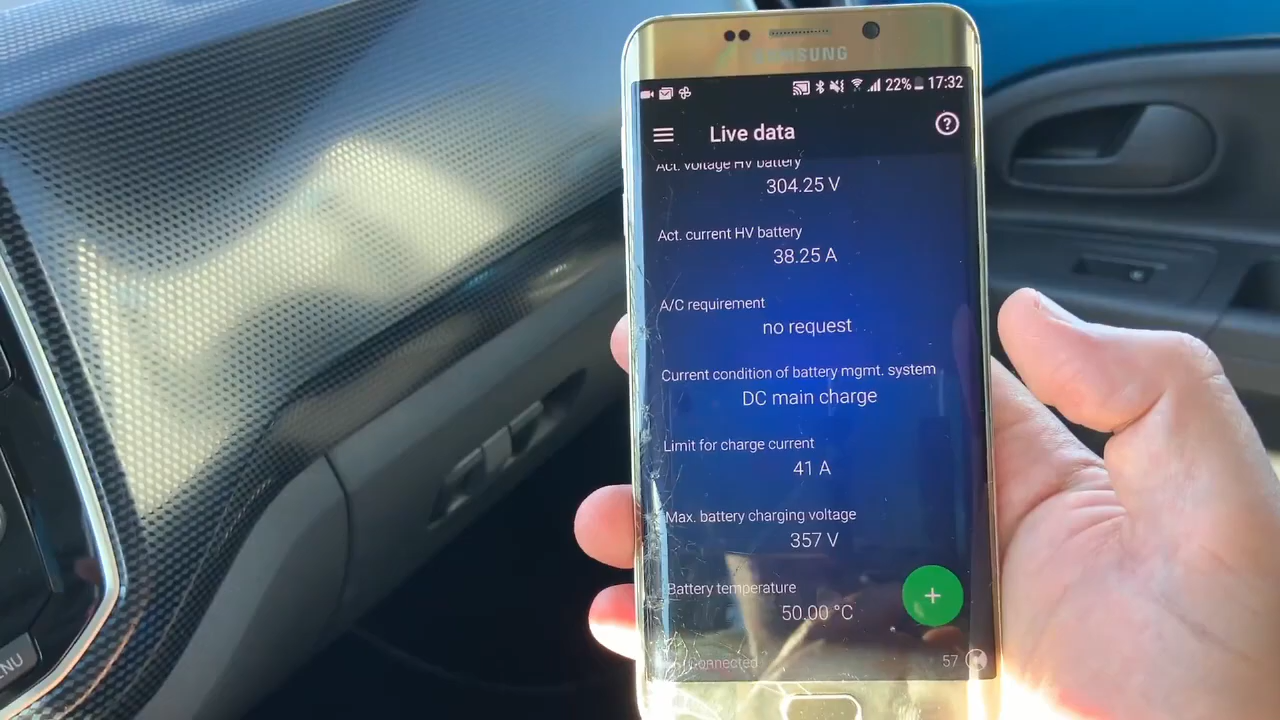 SAMSUNG
22% 17:32
Live data
Act. voltage HV battery
304.25 V
Act. current HV battery
38.25 A
A/C requirement
no request
Current condition of battery mgmt. system
DC main charge
Limit for charge current
41 A
Max. battery charging voltage
357 V
Battery temperature
50.00 °C
+
connected
57
MENU